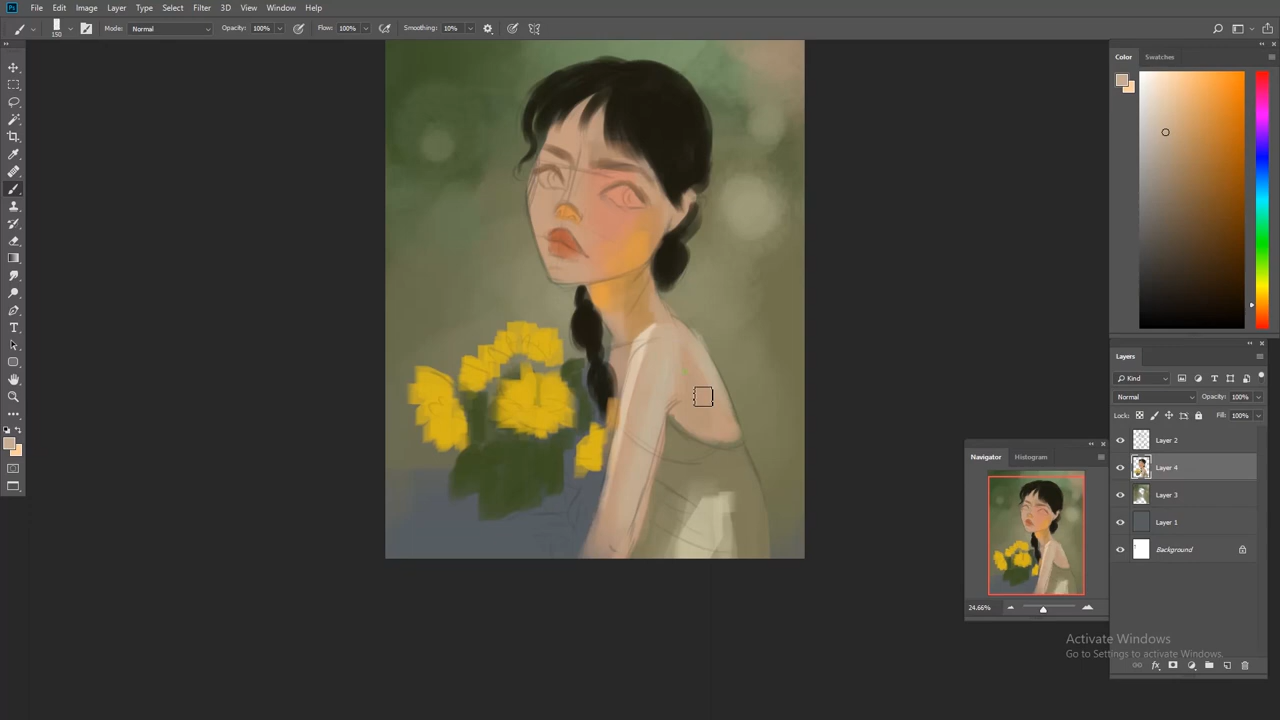 Ps File Edit Image Layer Type Select Filter 3D View Window Help
150 Mode: Normal Opacity: 100% Flow: 100% Smoothing: 10%
Color Swatches
Layers
Kind
Normal Opacity: 100%
Lock: Fill: 100%
Layer 2
Layer 4
Layer 3
Layer 1
Background
Navigator Histogram
24.66%
Activate Windows
Go to Settings to activate Windows.